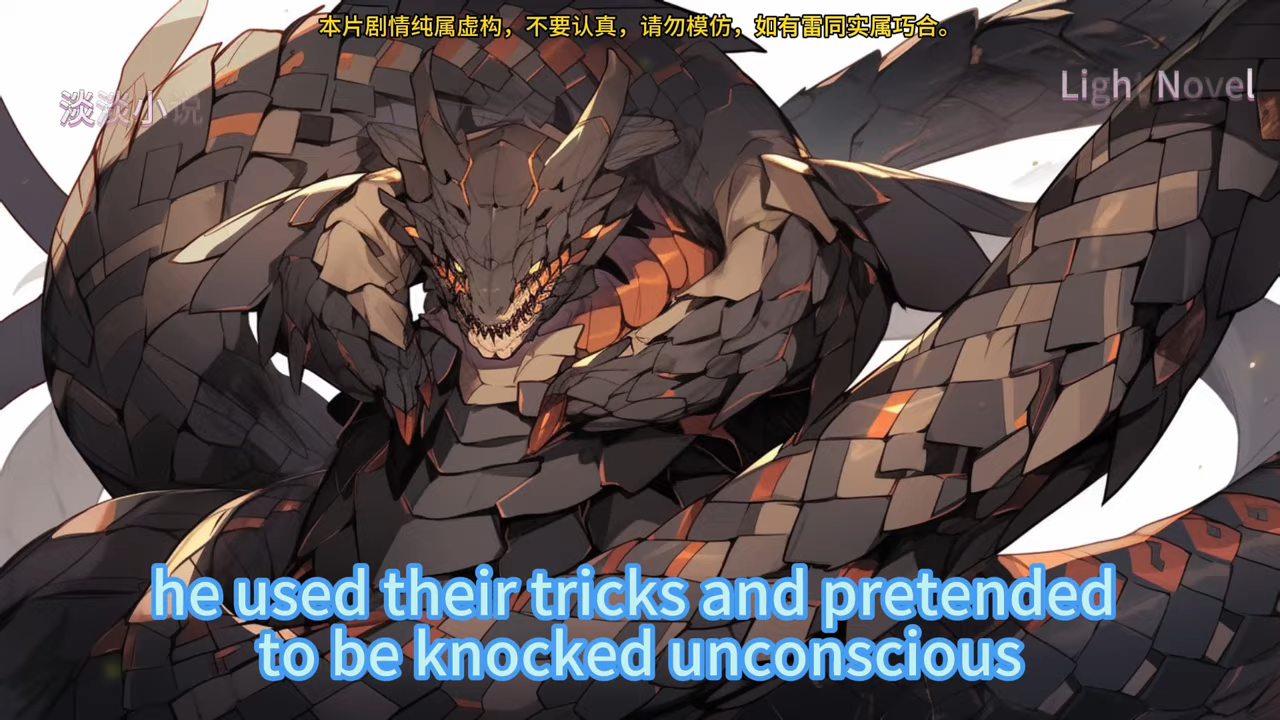 本片剧情纯属虚构，不要认真，请勿模仿，如有雷同实属巧合。
淡淡小说
Light Novel
he used their tricks and pretended
to be knocked unconscious